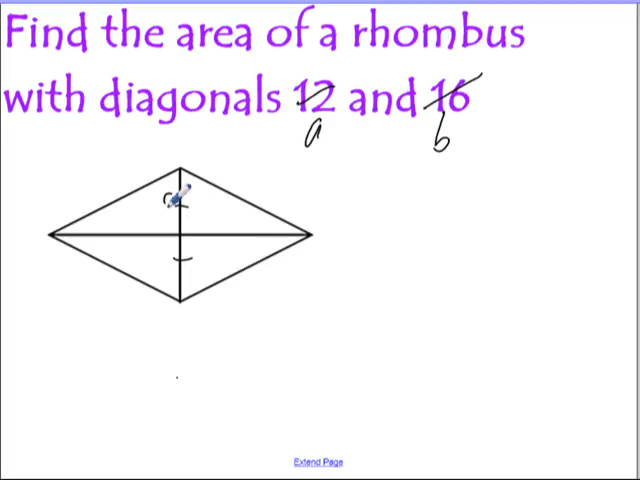 Find the area of a rhombus
with diagonals 12 and 16
a b
Extend Page